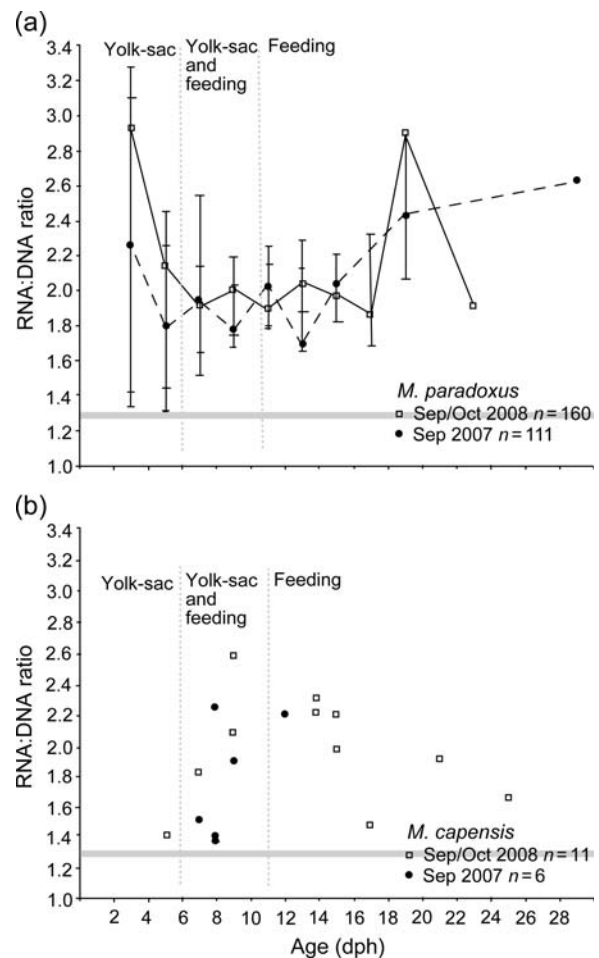 (a)
Yolk-sac
Yolk-sac
and
feeding
Feeding
3.4
3.2
3.0
2.8
2.6
2.4
2.2
2.0
1.8
1.6
1.4
1.2
1.0
RNA:DNA ratio
M. paradoxus
Sep/Oct 2008 n=160
Sep 2007 n=111
(b)
3.4
3.2
3.0
2.8
2.6
2.4
2.2
2.0
1.8
1.6
1.4
1.2
1.0
RNA:DNA ratio
Yolk-sac
Yolk-sac
and
feeding
Feeding
M. capensis
Sep/Oct 2008 n=11
Sep 2007 n=6
2 4 6 8 10 12 14 16 18 20 22 24 26 28
Age (dph)